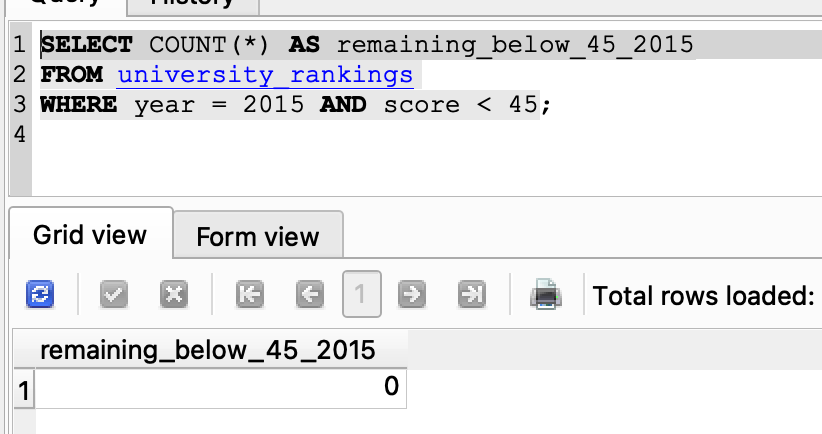 Query History
1 SELECT COUNT(*) AS remaining_below_45_2015
2 FROM university_rankings
3 WHERE year = 2015 AND score < 45;
4
Grid view Form view
1 Total rows loaded:
remaining_below_45_2015
1 0